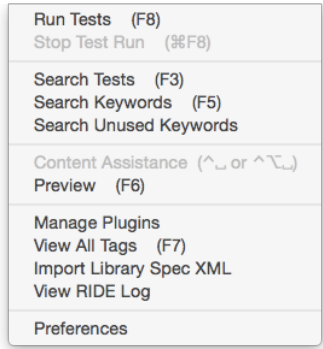 Run Tests (F8)
Stop Test Run (⌘F8)
Search Tests (F3)
Search Keywords (F5)
Search Unused Keywords
Content Assistance (^⎵ or ^⌥⎵)
Preview (F6)
Manage Plugins
View All Tags (F7)
Import Library Spec XML
View RIDE Log
Preferences